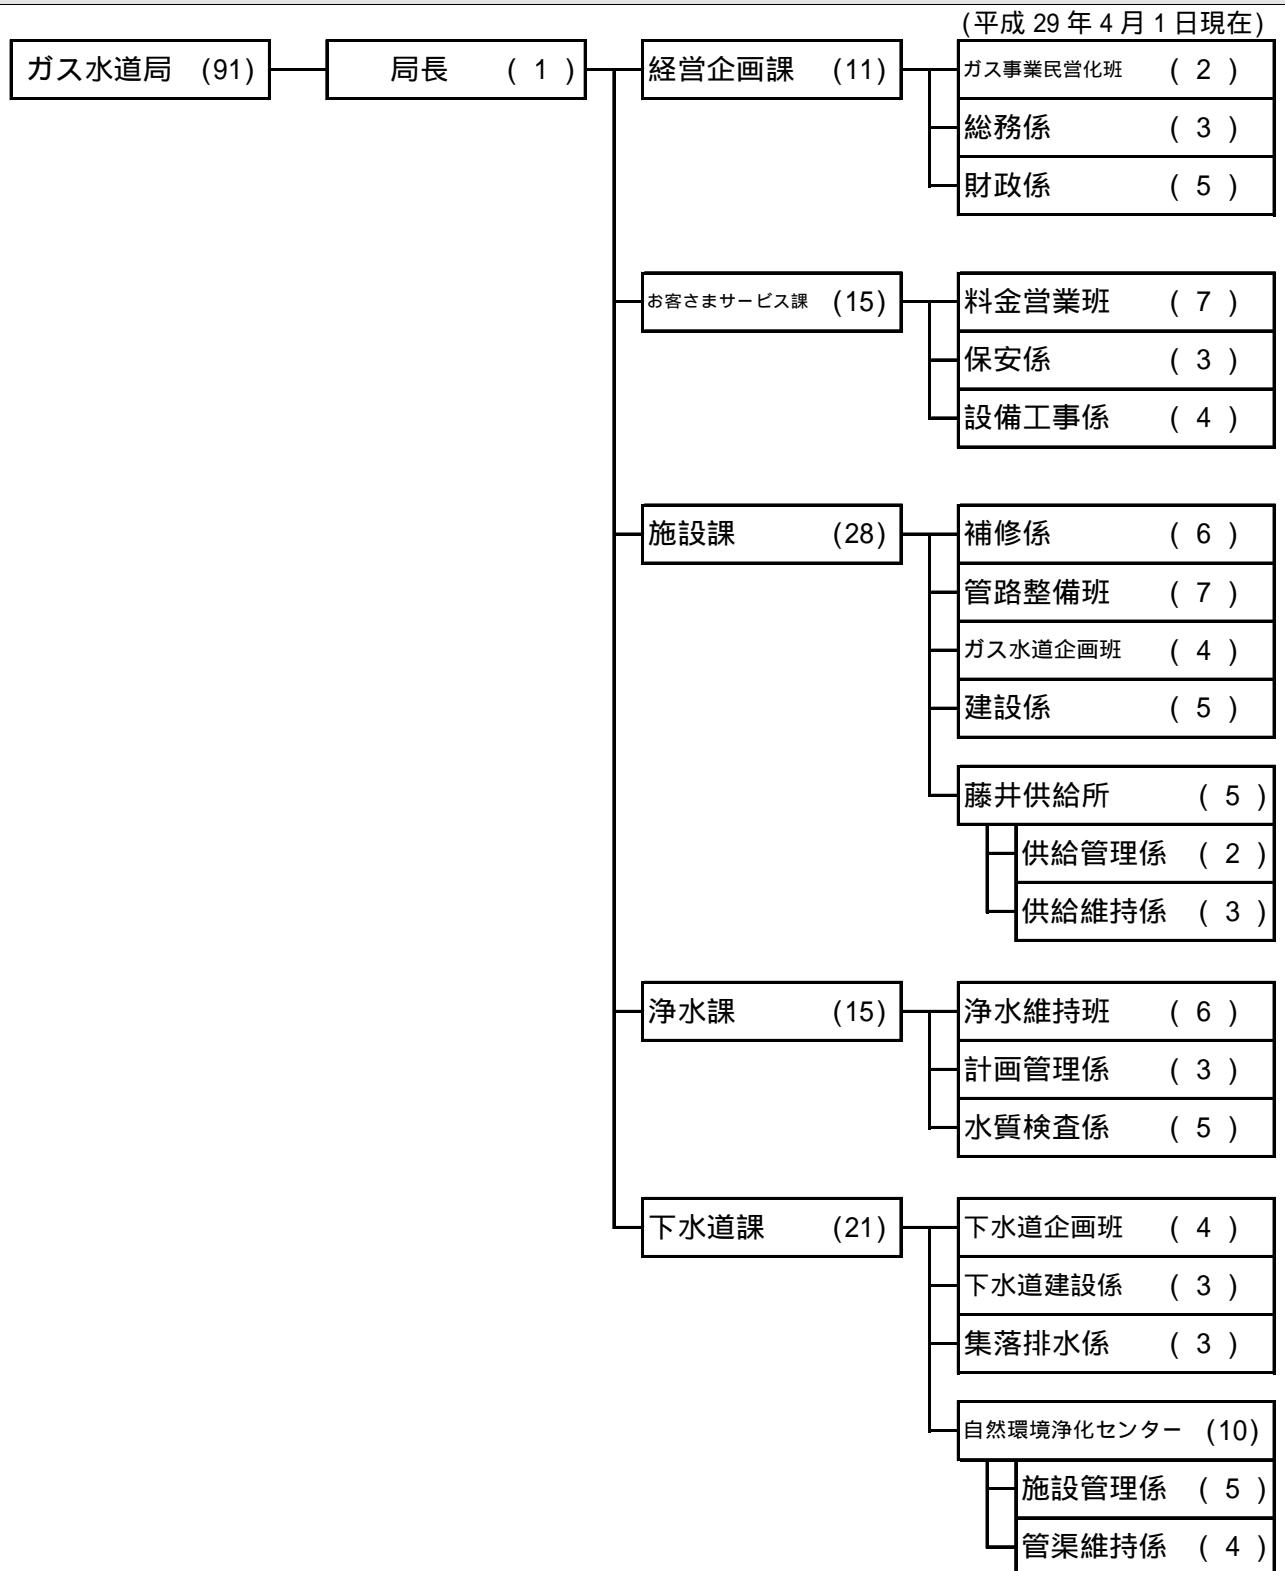 (平成 29 年 4 月 1 日現在)
ガス水道局 (91) 局長 ( 1 ) 経営企画課 (11) ガス事業民営化班 ( 2 )
総務係 ( 3 )
財政係 ( 5 )
お客さまサービス課 (15) 料金営業班 ( 7 )
保安係 ( 3 )
設備工事係 ( 4 )
施設課 (28) 補修係 ( 6 )
管路整備班 ( 7 )
ガス水道企画班 ( 4 )
建設係 ( 5 )
藤井供給所 ( 5 )
供給管理係 ( 2 )
供給維持係 ( 3 )
浄水課 (15) 浄水維持班 ( 6 )
計画管理係 ( 3 )
水質検査係 ( 5 )
下水道課 (21) 下水道企画班 ( 4 )
下水道建設係 ( 3 )
集落排水係 ( 3 )
自然環境浄化センター (10)
施設管理係 ( 5 )
管渠維持係 ( 4 )